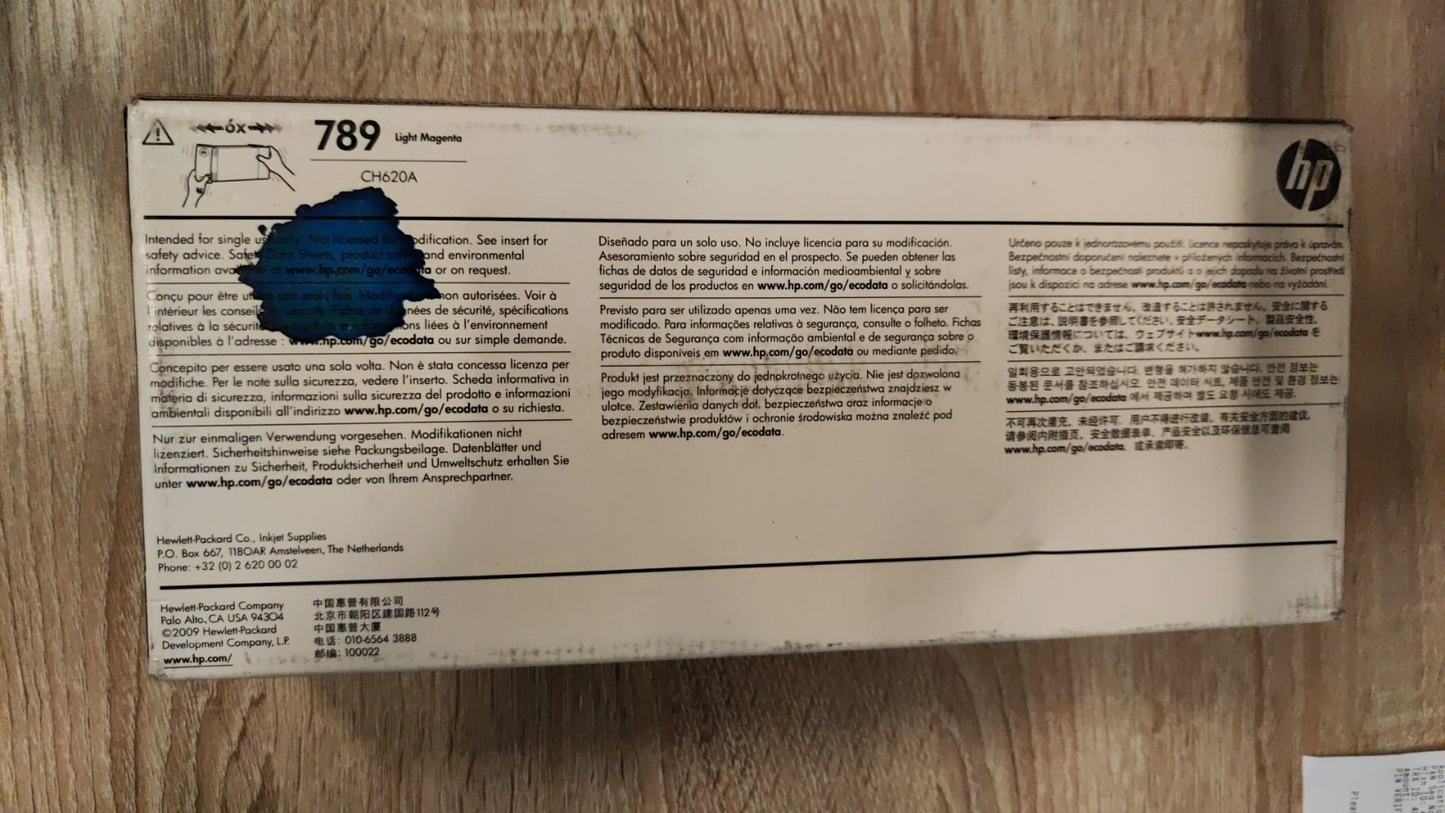 6x
789 Light Magenta
CH620A
hp
Intended for single use only. Not licensed for modification. See insert for
safety advice. Safety Data Sheets, product safety and environmental
information available at www.hp.com/go/ecodata or on request.
Conçu pour être utilisé une seule fois. Modifications non autorisées. Voir à
l'intérieur les conseils de sécurité. Fiches de données de sécurité, spécifications
relatives à la sécurité du produit et informations liées à l'environnement
disponibles à l'adresse : www.hp.com/go/ecodata ou sur simple demande.
Concepito per essere usato una sola volta. Non è stata concessa licenza per
modifiche. Per le note sulla sicurezza, vedere l'inserto. Scheda informativa in
materia di sicurezza, informazioni sulla sicurezza del prodotto e informazioni
ambientali disponibili all'indirizzo www.hp.com/go/ecodata o su richiesta.
Nur zur einmaligen Verwendung vorgesehen. Modifikationen nicht
lizenziert. Sicherheitshinweise siehe Packungsbeilage. Datenblätter und
Informationen zu Sicherheit, Produktsicherheit und Umweltschutz erhalten Sie
unter www.hp.com/go/ecodata oder von Ihrem Ansprechpartner.
Diseñado para un solo uso. No incluye licencia para su modificación.
Asesoramiento sobre seguridad en el prospecto. Se pueden obtener las
fichas de datos de seguridad e información medioambiental y sobre
seguridad de los productos en www.hp.com/go/ecodata o solicitándolas.
Previsto para ser utilizado apenas uma vez. Não tem licença para ser
modificado. Para informações relativas à segurança, consulte o folheto. Fichas
Técnicas de Segurança com informação ambiental e de segurança sobre o
produto disponíveis em www.hp.com/go/ecodata ou mediante pedido.
Produkt jest przeznaczony do jednokrotnego użycia. Nie jest dozwolona
jego modyfikacja. Informacje dotyczące bezpieczeństwa znajdziesz w
ulotce. Zestawienia danych dot. bezpieczeństwa oraz informacje o
bezpieczeństwie produktów i ochronie środowiska można znaleźć pod
adresem www.hp.com/go/ecodata.
Určeno pouze k jednorázovému použití. Licence neposkytuje práva k úpravám.
Bezpečnostní doporučení naleznete v přiložených informacích. Bezpečnostní
listy, informace o bezpečnosti produktů a o jejich dopadu na životní prostředí
jsou k dispozici na adrese www.hp.com/go/ecodata nebo na vyžádání.
再利用することはできません。改造することは許されません。安全に関する
ご注意は、説明書を参照してください。安全データシート、製品安全性、
環境保護情報については、ウェブサイトwww.hp.com/go/ecodata を
ご覧いただくか、またはご請求ください。
일회용으로 고안되었습니다. 변형을 허가하지 않습니다. 안전 정보는
동봉된 문서를 참조하십시오. 안전 데이터 시트, 제품 안전 및 환경 정보는
www.hp.com/go/ecodata 에서 제공하며 별도 요청 시에도 제공.
不可再次灌充。未经许可，用户不得进行改装。有关安全方面的建议，
请参阅内附插页。安全数据表单、产品安全以及环保信息可查阅
www.hp.com/go/ecodata，或承索即寄。
Hewlett-Packard Co., Inkjet Supplies
P.O. Box 667, 1180AR Amstelveen, The Netherlands
Phone: +32 (0) 2 620 00 02
Hewlett-Packard Company
Palo Alto, CA USA 94304
©2009 Hewlett-Packard
Development Company, L.P.
www.hp.com/
中国惠普有限公司
北京市朝阳区建国路112号
中国惠普大厦
电话: 010-6564 3888
邮编: 100022